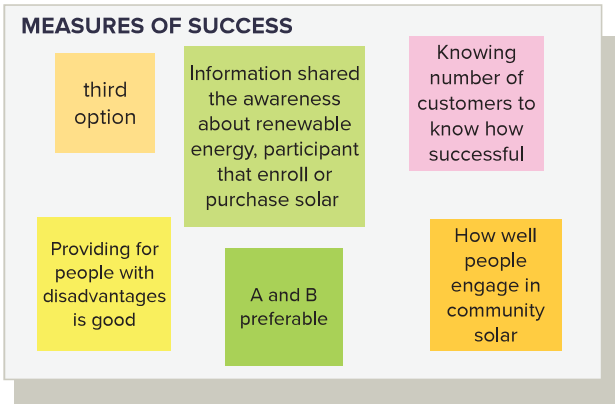 MEASURES OF SUCCESS
third
option
Information shared
the awareness
about renewable
energy, participant
that enroll or
purchase solar
Knowing
number of
customers to
know how
successful
Providing for
people with
disadvantages
is good
A and B
preferable
How well
people
engage in
community
solar